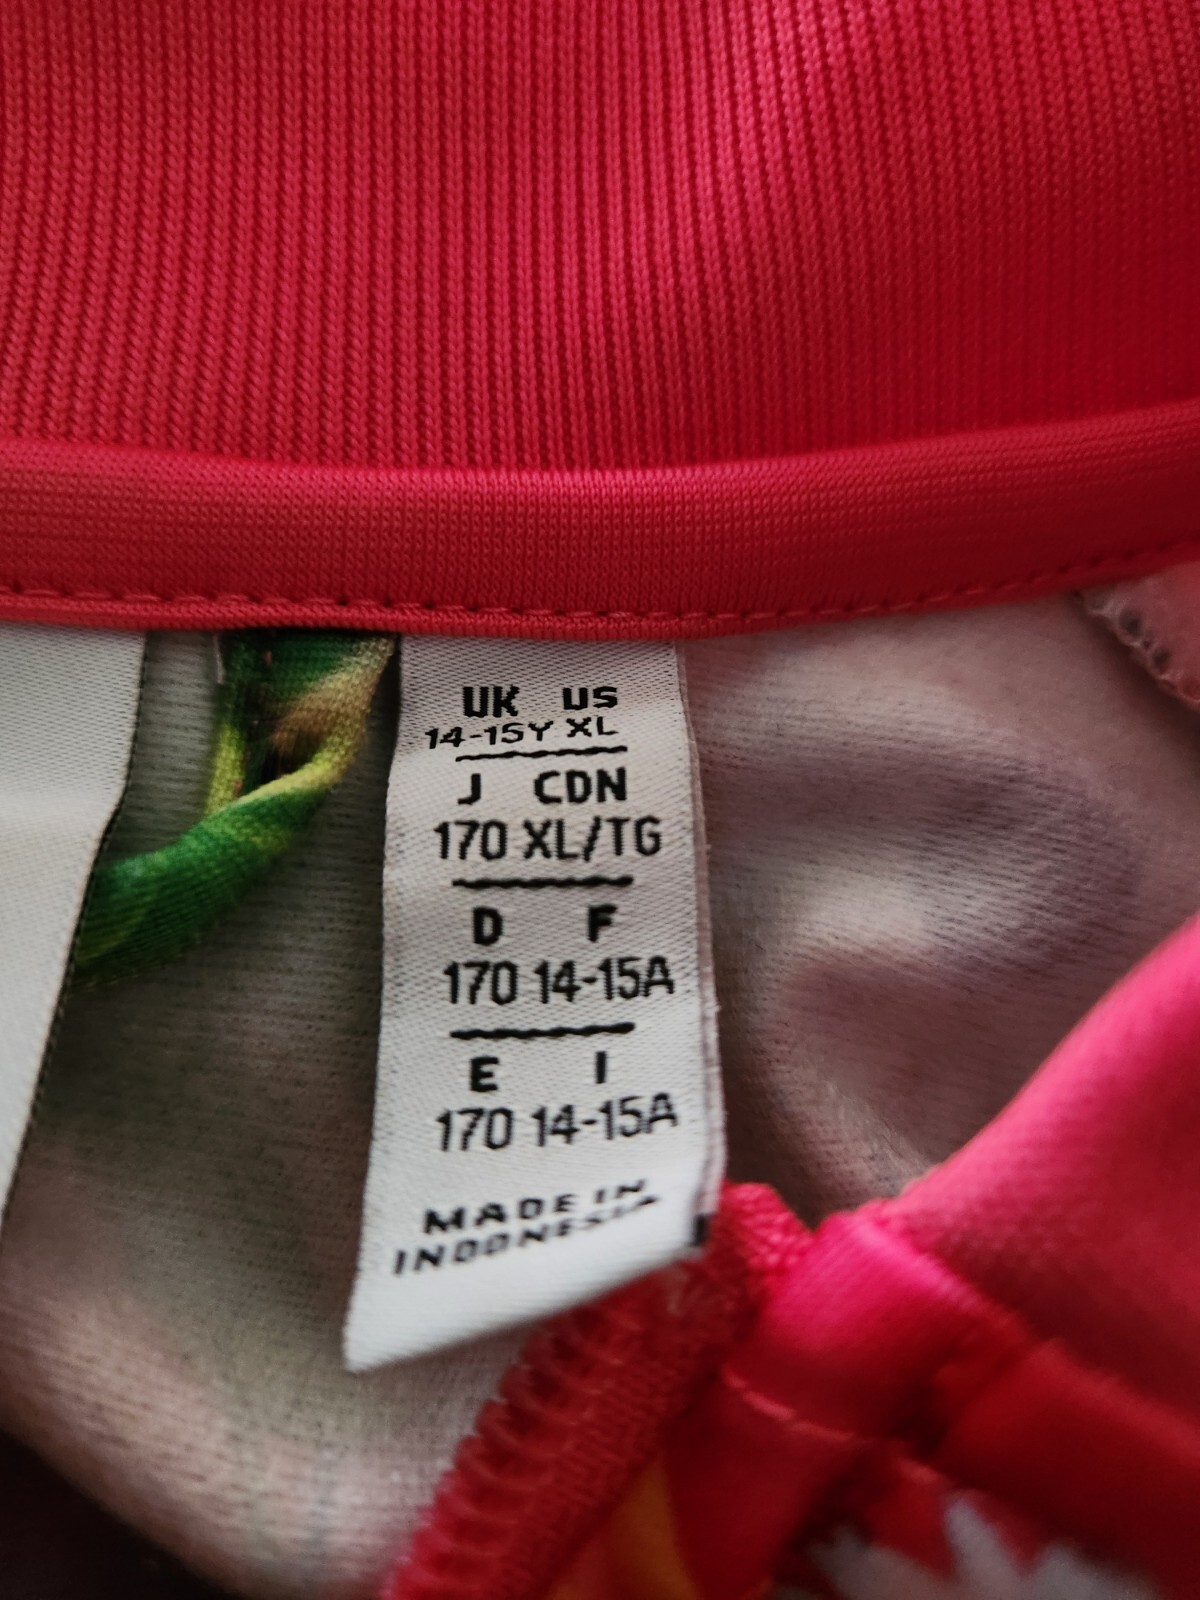 UK US
14-15Y XL
J CDN
170 XL/TG
D F
170 14-15A
E I
170 14-15A
MADE IN
INDONESIA